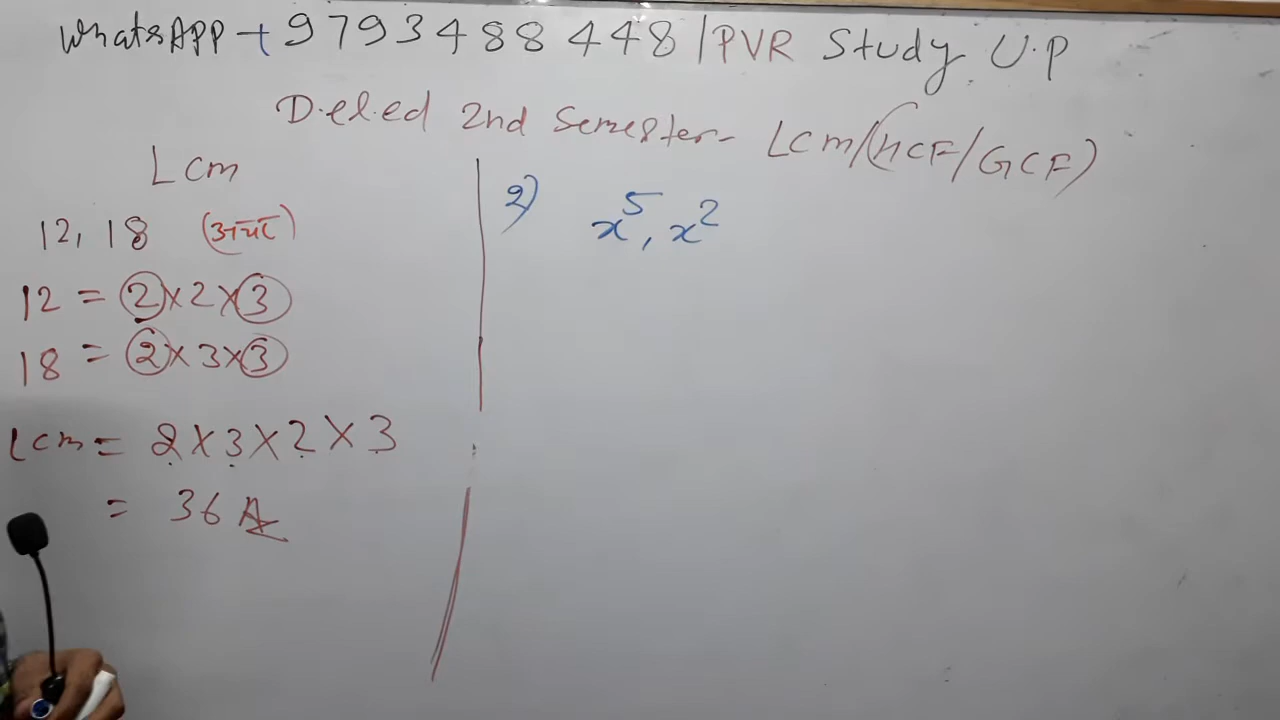 WhatsAPP - +9793488448/PVR Study U.P
D.el.ed 2nd Semester - Lcm/(HCF/GCF)
Lcm
12, 18 (अचर)
12 = 2×2×3
18 = 2×3×3
Lcm = 2×3×2×3
= 36 A
2) x⁵, x²